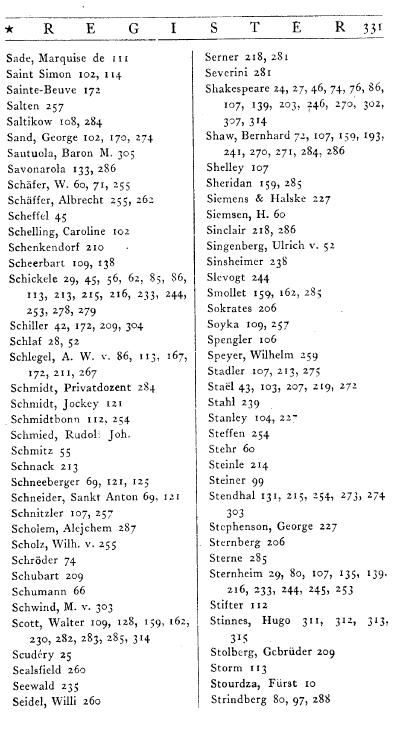 ★ R E G I S T E R 331
Sade, Marquise de 111
Saint Simon 102, 114
Sainte-Beuve 172
Salten 257
Saltikow 108, 284
Sand, George 102, 170, 274
Sautuola, Baron M. 305
Savonarola 133, 286
Schäfer, W. 60, 71, 255
Schäffer, Albrecht 255, 262
Scheffel 45
Schelling, Caroline 102
Schenkendorf 210
Scheerbart 109, 138
Schickele 29, 45, 56, 62, 85, 86,
113, 213, 215, 216, 233, 244,
253, 278, 279
Schiller 42, 172, 209, 304
Schlaf 28, 52
Schlegel, A. W. v. 86, 113, 167,
172, 211, 267
Schmidt, Privatdozent 284
Schmidt, Jockey 121
Schmidtbonn 112, 254
Schmied, Rudolf Joh.
Schmitz 55
Schnack 213
Schneeberger 69, 121, 125
Schneider, Sankt Anton 69, 121
Schnitzler 107, 257
Scholem, Alejchem 287
Scholz, Wilh. v. 255
Schröder 74
Schubart 209
Schumann 66
Schwind, M. v. 303
Scott, Walter 109, 128, 159, 162,
230, 282, 283, 285, 314
Scudéry 25
Sealsfield 260
Seewald 235
Seidel, Willi 260
Serner 218, 281
Severini 281
Shakespeare 24, 27, 46, 74, 76, 86,
107, 139, 203, 246, 270, 302,
307, 314
Shaw, Bernhard 72, 107, 159, 193,
241, 270, 271, 284, 286
Shelley 107
Sheridan 159, 285
Siemens & Halske 227
Siemsen, H. 60
Sinclair 218, 286
Singenberg, Ulrich v. 52
Sinsheimer 238
Slevogt 244
Smollet 159, 162, 285
Sokrates 206
Soyka 109, 257
Spengler 106
Speyer, Wilhelm 259
Stadler 107, 213, 275
Staël 43, 103, 207, 219, 272
Stahl 239
Stanley 104, 227
Steffen 254
Stehr 60
Steinle 214
Steiner 99
Stendhal 131, 215, 254, 273, 274
303
Stephenson, George 227
Sternberg 206
Sterne 285
Sternheim 29, 80, 107, 135, 139.
216, 233, 244, 245, 253
Stifter 112
Stinnes, Hugo 311, 312, 313,
315
Stolberg, Gebrüder 209
Storm 113
Stourdza, Fürst 10
Strindberg 80, 97, 288